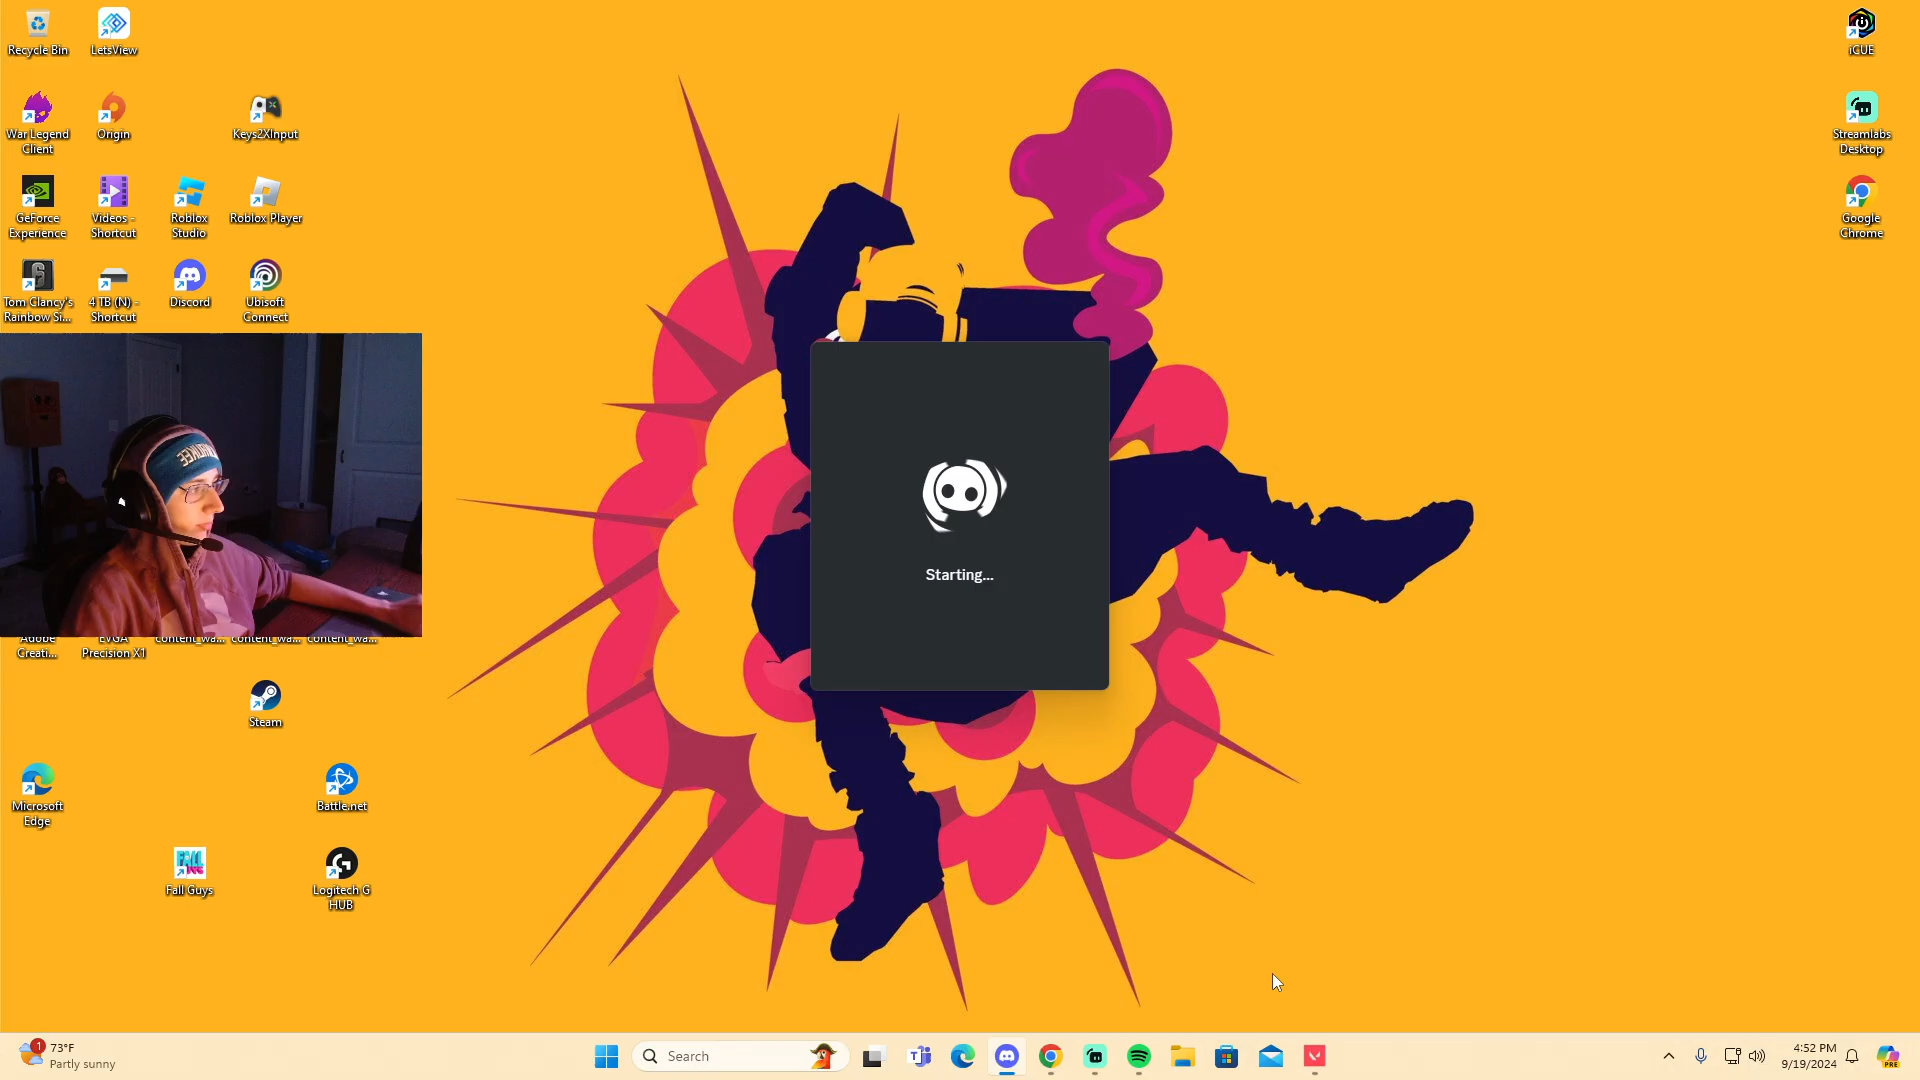 Recycle Bin
LetsView
iCUE
War Legend
Client
Origin
Keys2XInput
Streamlabs
Desktop
GeForce
Experience
Videos -
Shortcut
Roblox
Studio
Roblox Player
Google
Chrome
Tom Clancy's
Rainbow Si...
4 TB (N) -
Shortcut
Discord
Ubisoft
Connect
Starting...
Adobe
Creati...
EVGA
Precision X1
content_wa...
content_wa...
content_wa...
Steam
Microsoft
Edge
Battle.net
FALL
Fall Guys
Logitech G
HUB
1
73°F
Partly sunny
Search
4:52 PM
9/19/2024
PRE